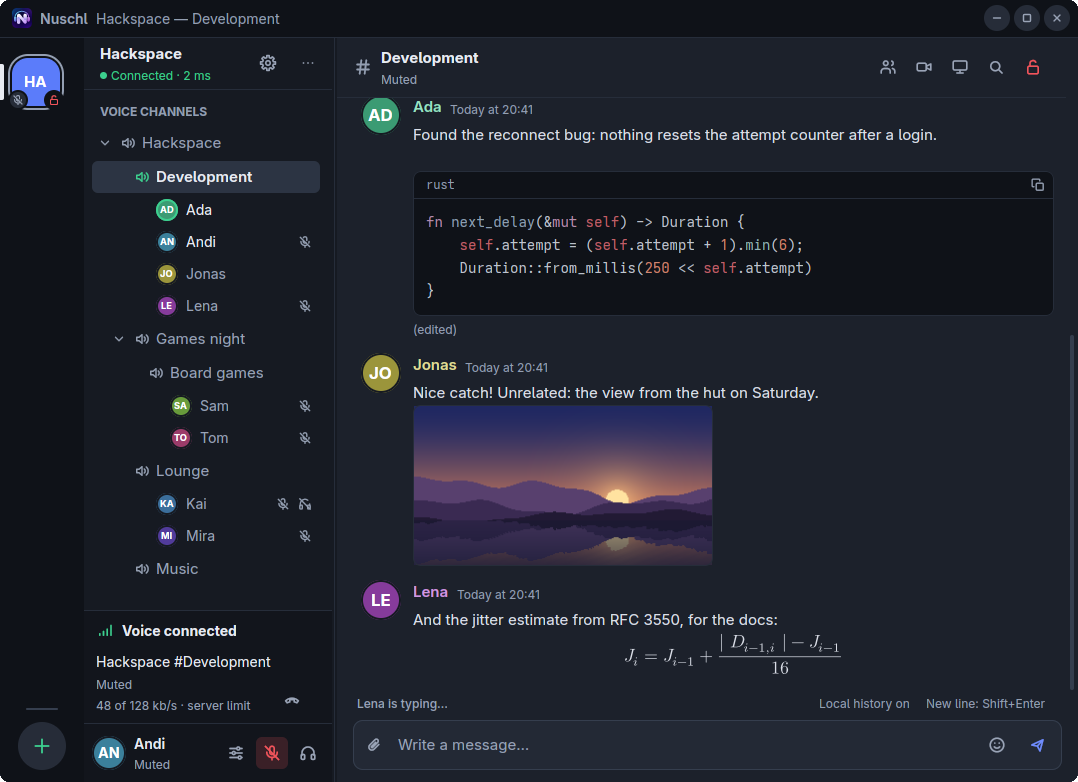 N Nuschl Hackspace — Development
HA
Hackspace
Connected · 2 ms
VOICE CHANNELS
Hackspace
Development
AD Ada
AN Andi
JO Jonas
LE Lena
Games night
Board games
SA Sam
TO Tom
Lounge
KA Kai
MI Mira
Music
Voice connected
Hackspace #Development
Muted
48 of 128 kb/s · server limit
AN Andi
Muted
# Development
Muted
AD Ada Today at 20:41
Found the reconnect bug: nothing resets the attempt counter after a login.
rust
fn next_delay(&mut self) -> Duration {
    self.attempt = (self.attempt + 1).min(6);
    Duration::from_millis(250 << self.attempt)
}
(edited)
JO Jonas Today at 20:41
Nice catch! Unrelated: the view from the hut on Saturday.
LE Lena Today at 20:41
And the jitter estimate from RFC 3550, for the docs:
J_i = J_{i−1} + (| D_{i−1,i} | − J_{i−1}) / 16
Lena is typing...
Local history on New line: Shift+Enter
Write a message...